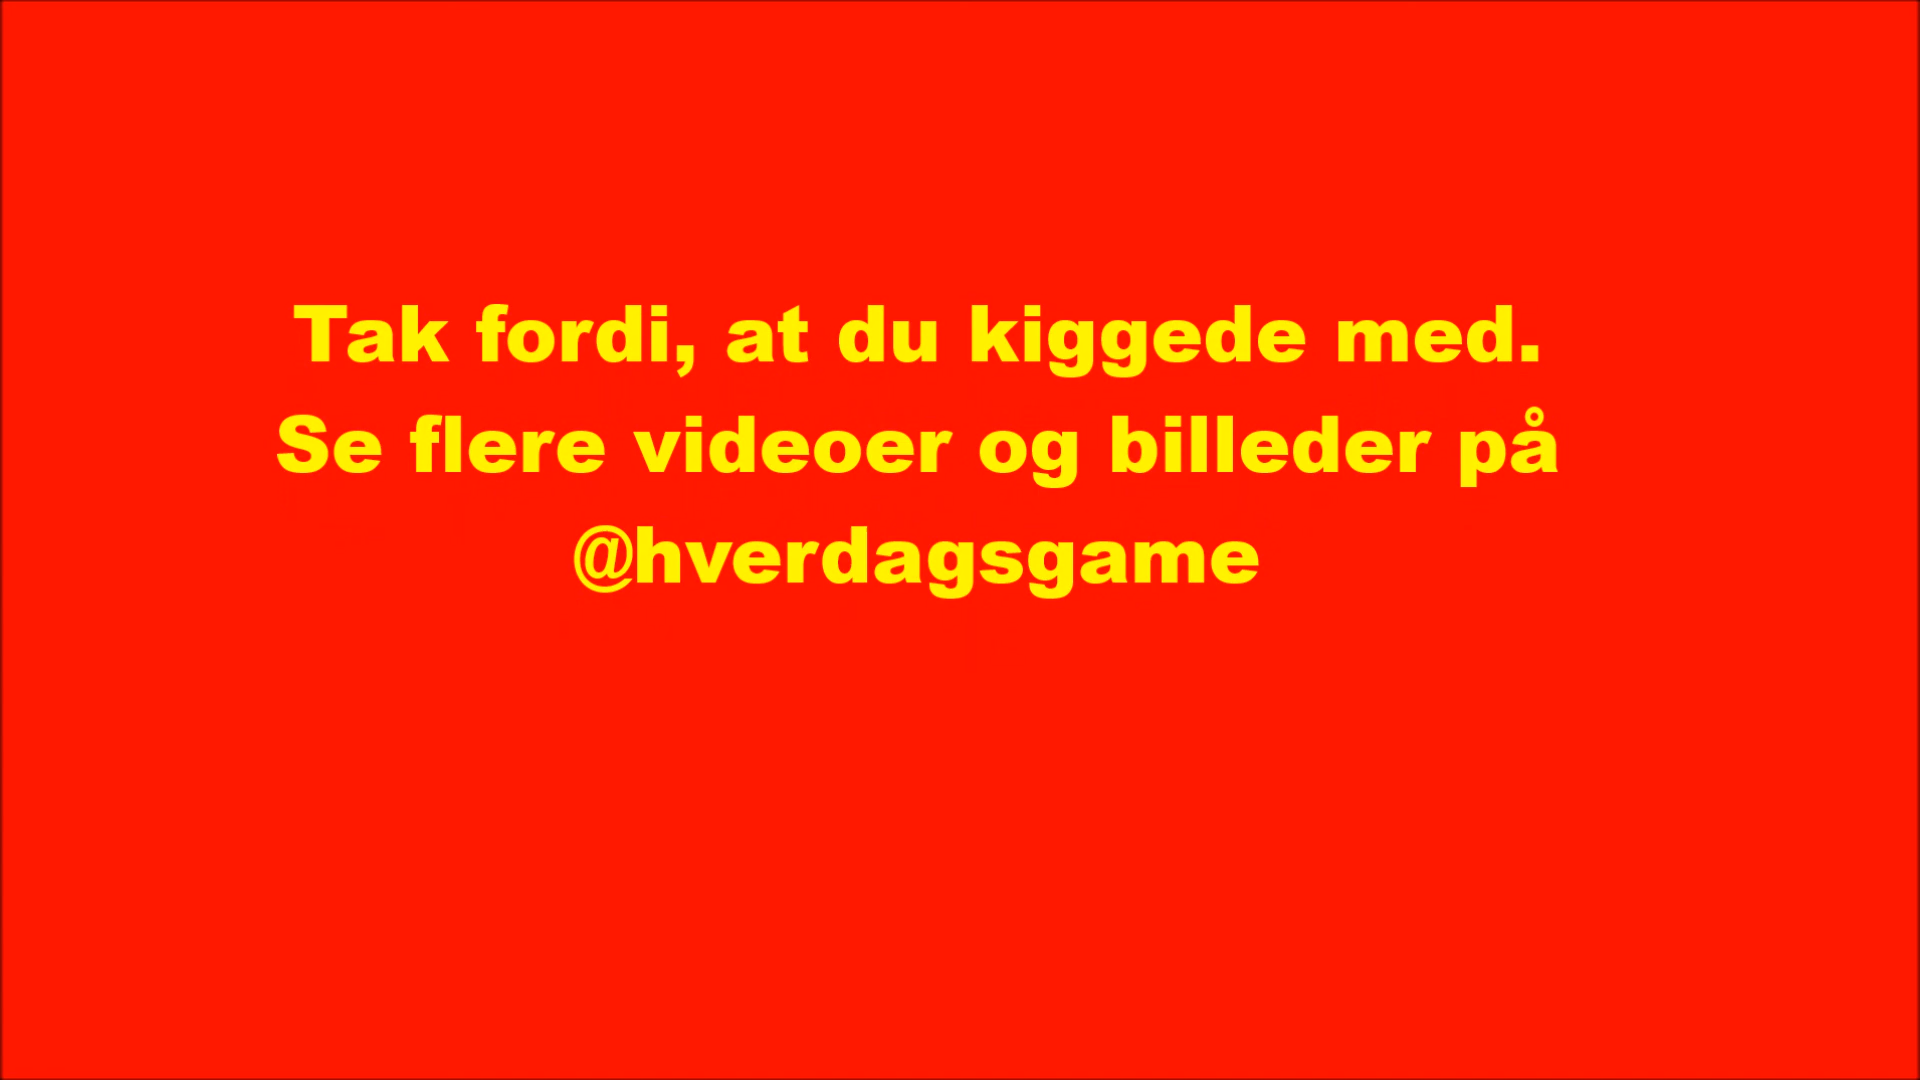 Tak fordi, at du kiggede med.
Se flere videoer og billeder på
@hverdagsgame